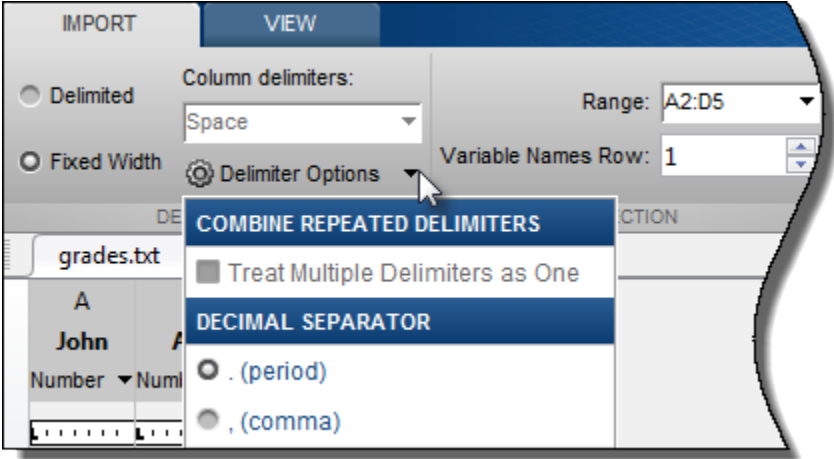 IMPORT VIEW
Delimited
Column delimiters:
Space
Range: A2:D5
Fixed Width
Delimiter Options
Variable Names Row: 1
COMBINE REPEATED DELIMITERS
Treat Multiple Delimiters as One
DECIMAL SEPARATOR
. (period)
, (comma)
grades.txt
A
John
Number